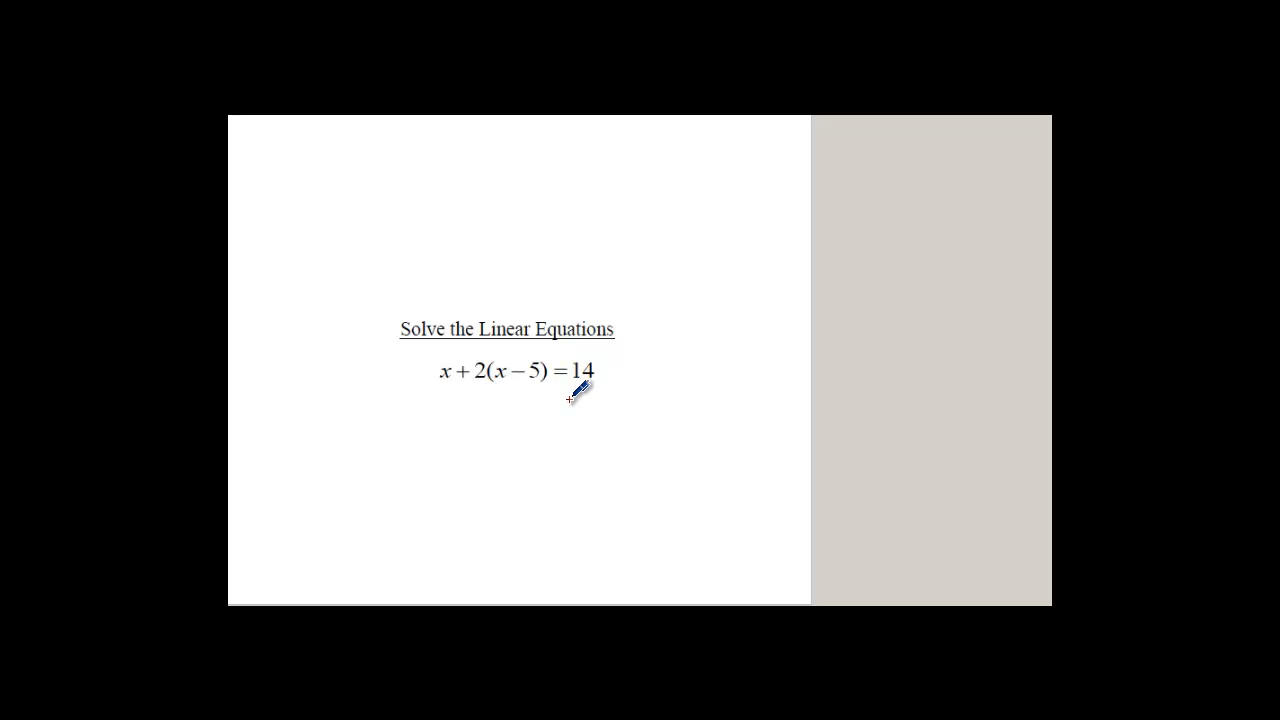 Solve the Linear Equations
x + 2(x − 5) = 14